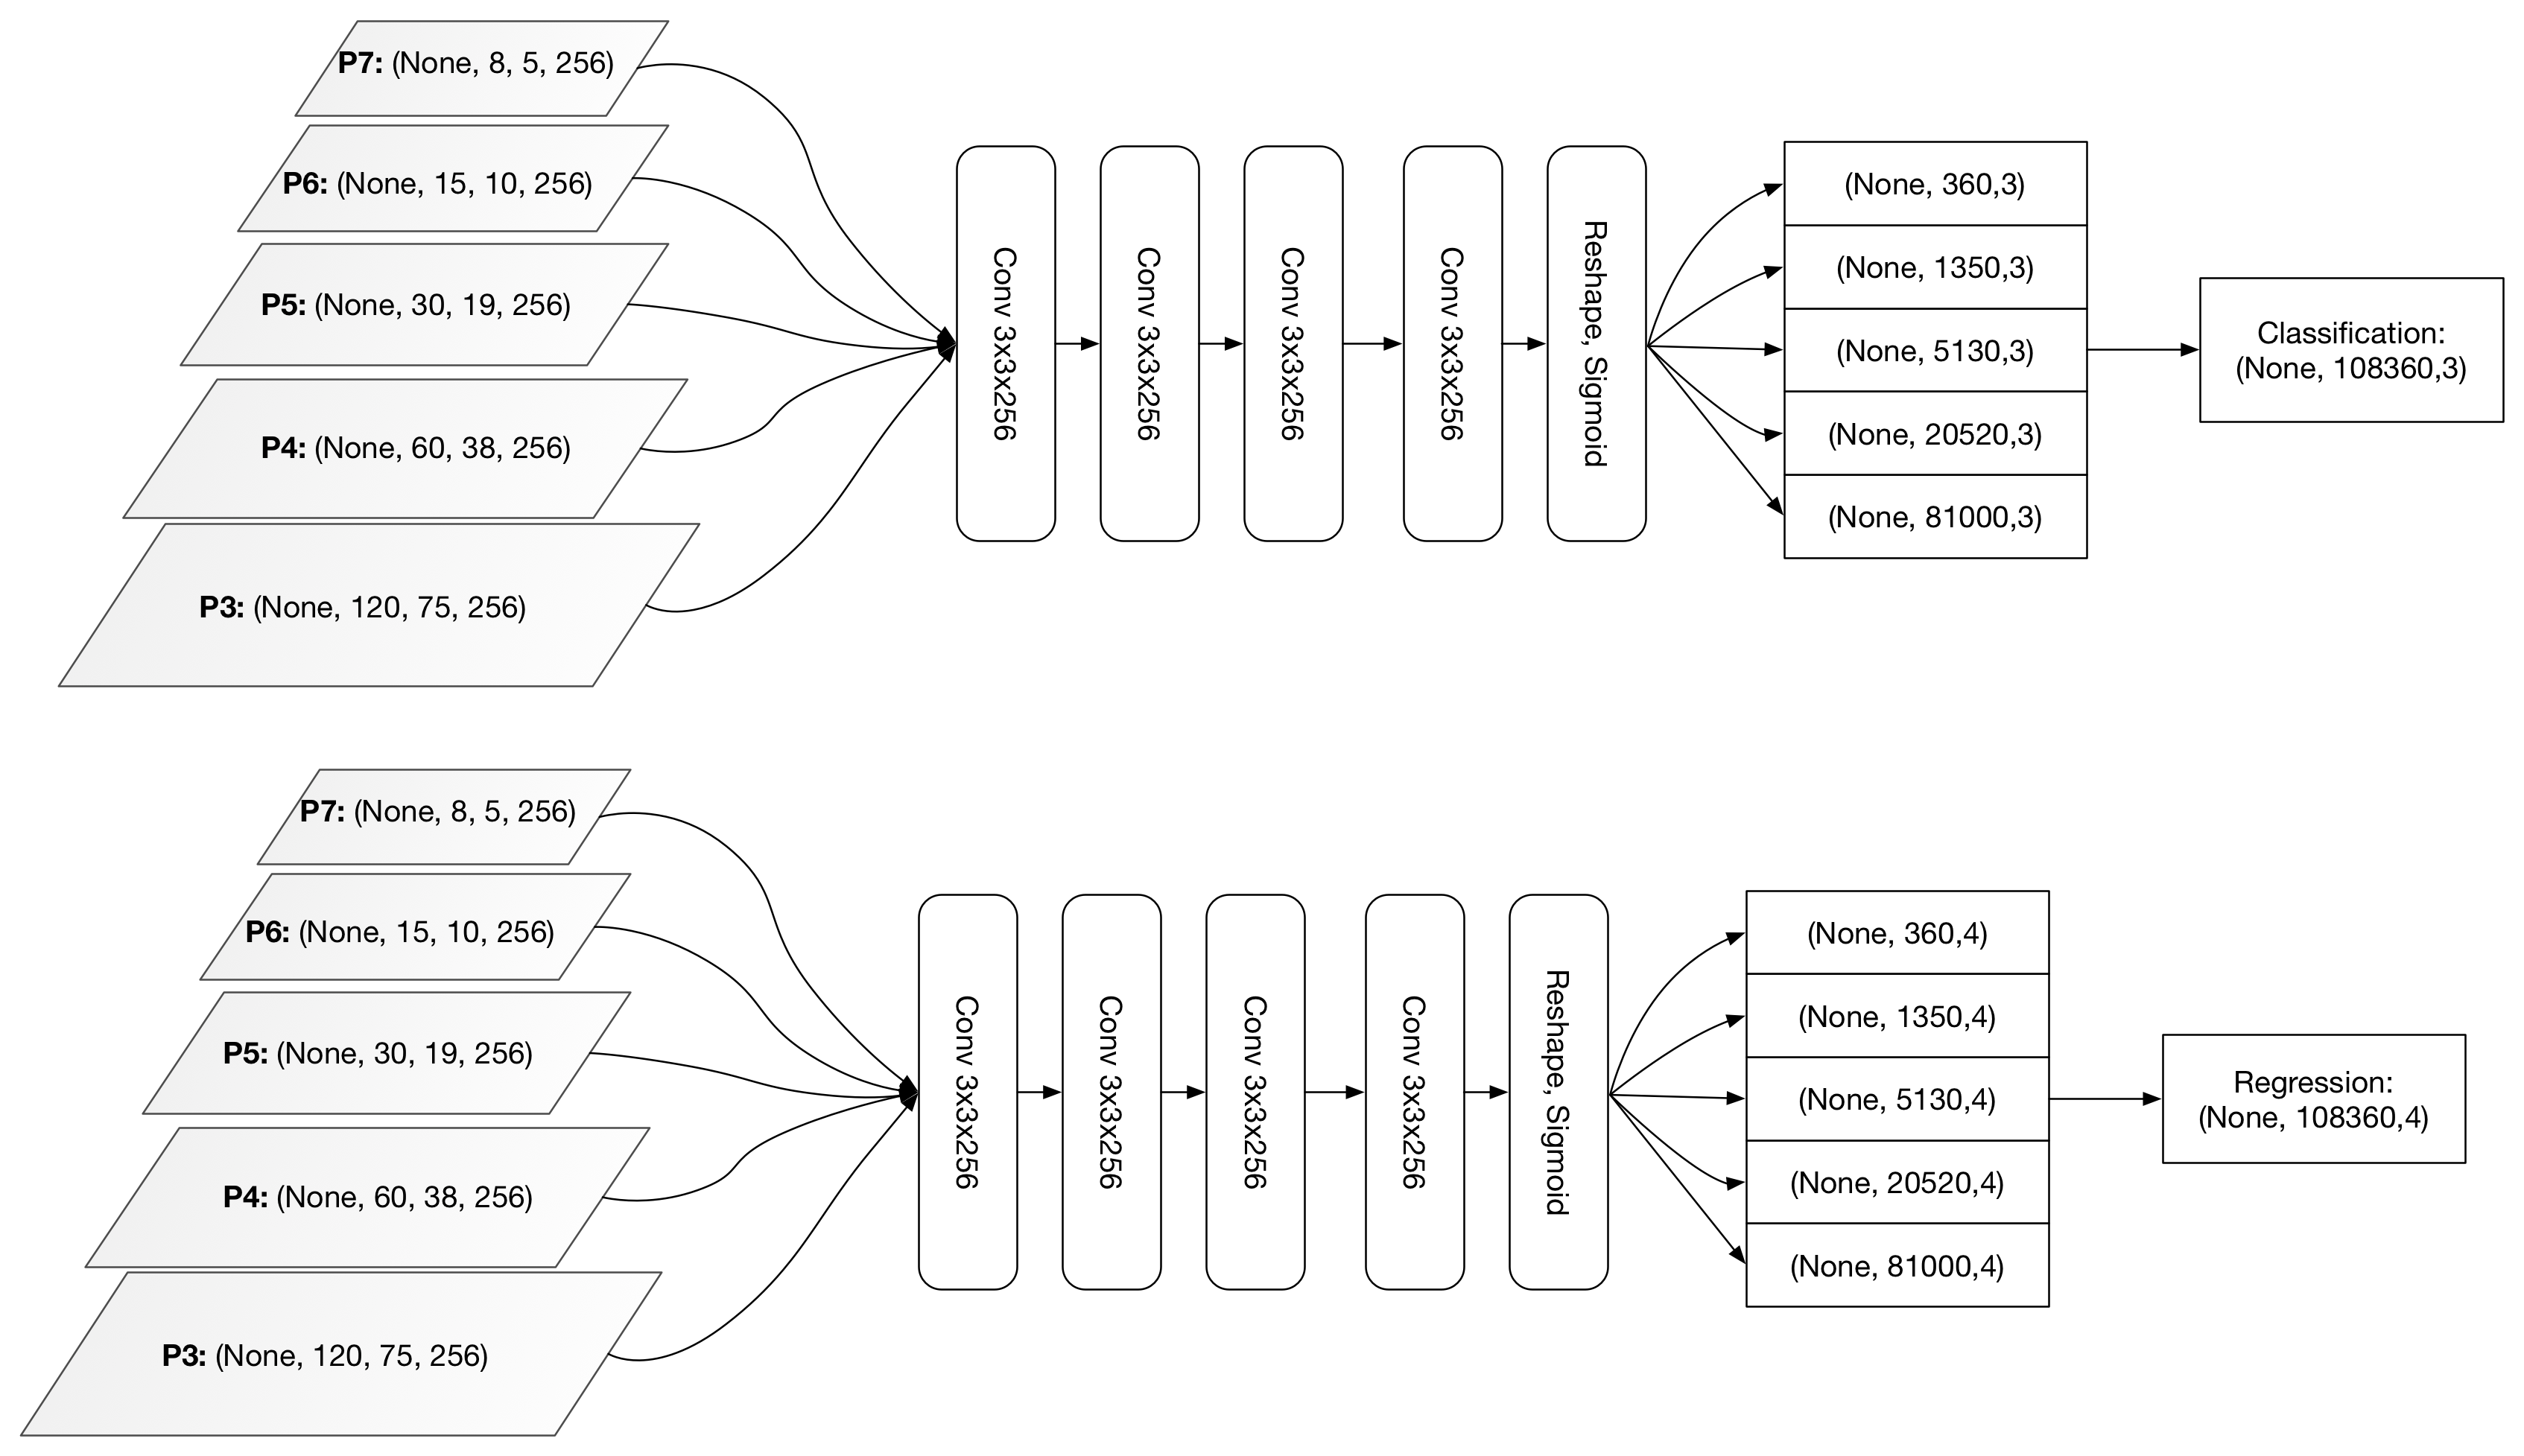 P7: (None, 8, 5, 256)
P6: (None, 15, 10, 256)
P5: (None, 30, 19, 256)
P4: (None, 60, 38, 256)
P3: (None, 120, 75, 256)
Conv 3x3x256
Conv 3x3x256
Conv 3x3x256
Conv 3x3x256
Reshape, Sigmoid
(None, 360,3)
(None, 1350,3)
(None, 5130,3)
(None, 20520,3)
(None, 81000,3)
Classification:
(None, 108360,3)
P7: (None, 8, 5, 256)
P6: (None, 15, 10, 256)
P5: (None, 30, 19, 256)
P4: (None, 60, 38, 256)
P3: (None, 120, 75, 256)
Conv 3x3x256
Conv 3x3x256
Conv 3x3x256
Conv 3x3x256
Reshape, Sigmoid
(None, 360,4)
(None, 1350,4)
(None, 5130,4)
(None, 20520,4)
(None, 81000,4)
Regression:
(None, 108360,4)